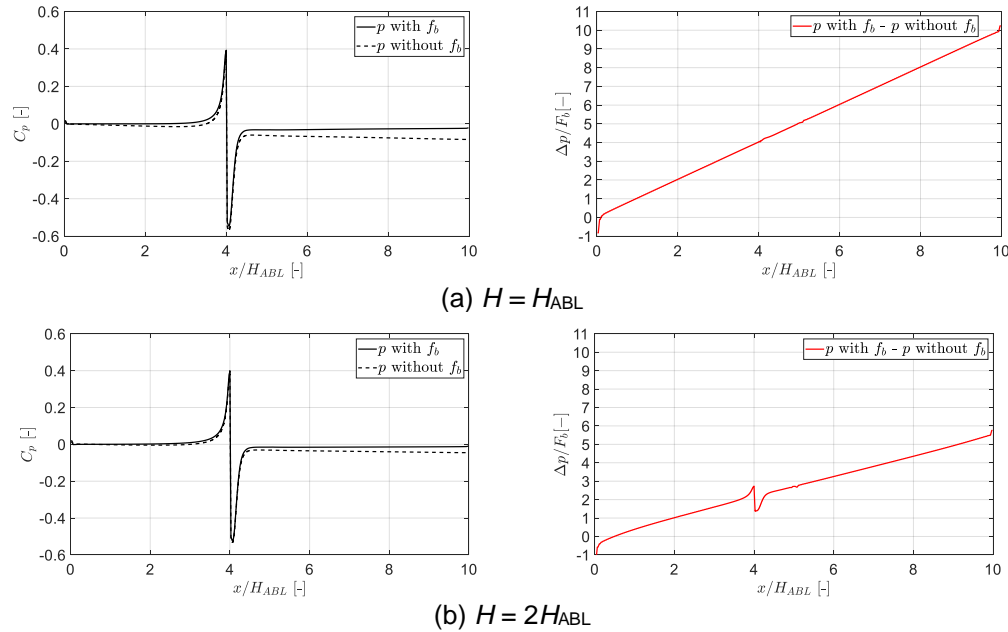 p with f_b
p without f_b
0.6
0.4
0.2
0
-0.2
-0.4
-0.6
C_p [-]
0 2 4 6 8 10
x/H_ABL [-]
p with f_b - p without f_b
11
10
9
8
7
6
5
4
3
2
1
0
-1
Δp/F_b[−]
0 2 4 6 8 10
x/H_ABL [-]
(a) H = H_ABL
p with f_b
p without f_b
0.6
0.4
0.2
0
-0.2
-0.4
-0.6
C_p [-]
0 2 4 6 8 10
x/H_ABL [-]
p with f_b - p without f_b
11
10
9
8
7
6
5
4
3
2
1
0
-1
Δp/F_b[−]
0 2 4 6 8 10
x/H_ABL [-]
(b) H = 2H_ABL